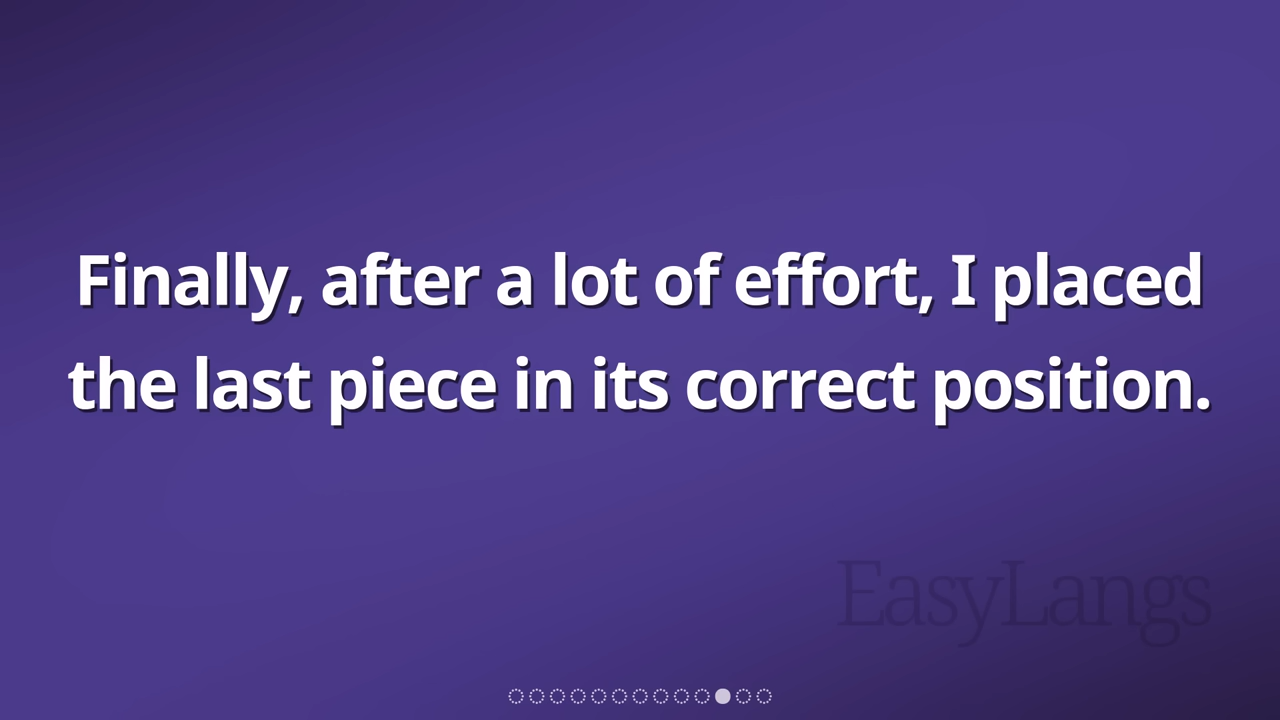 Finally, after a lot of effort, I placed
the last piece in its correct position.
EasyLangs